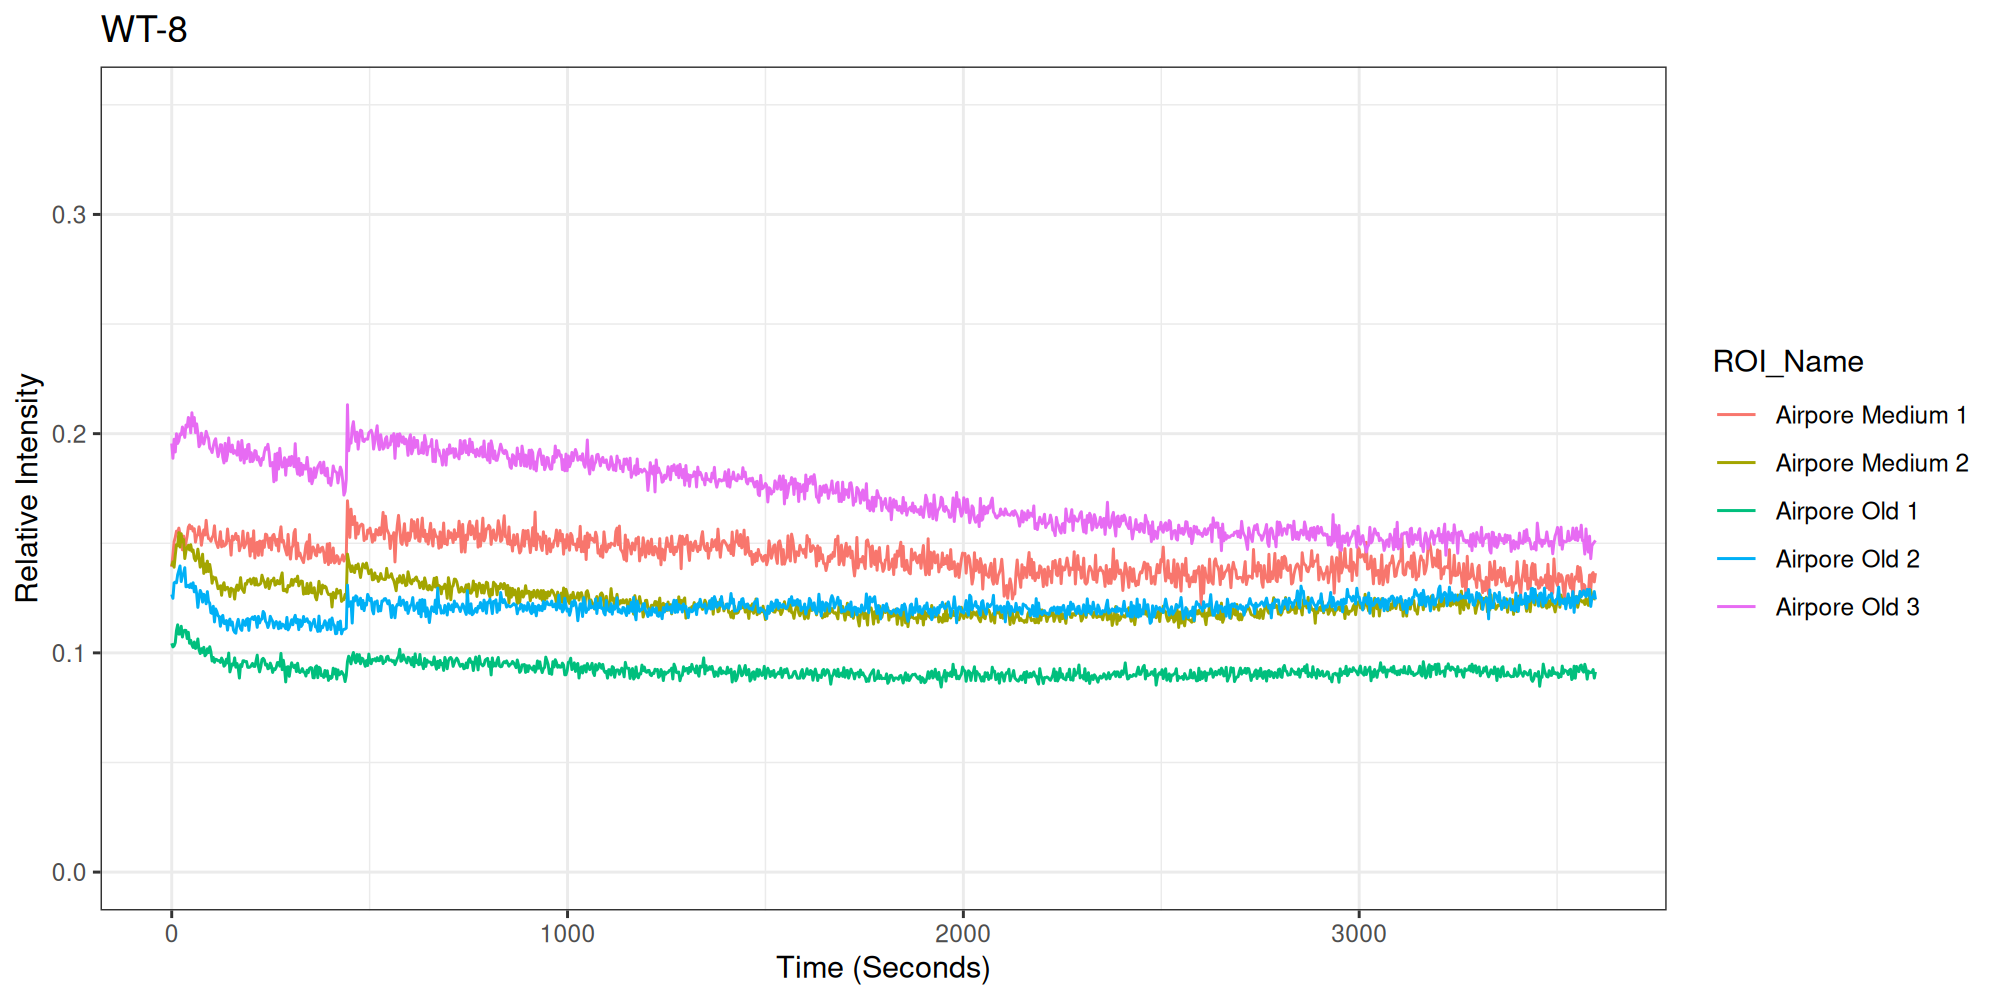 WT-8
Relative Intensity
0.3
0.2
0.1
0.0
0
1000
2000
3000
Time (Seconds)
ROI_Name
Airpore Medium 1
Airpore Medium 2
Airpore Old 1
Airpore Old 2
Airpore Old 3